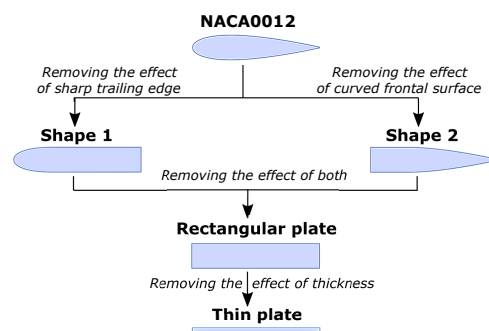 NACA0012
Removing the effect
of sharp trailing edge
Removing the effect
of curved frontal surface
Shape 1
Shape 2
Removing the effect of both
Rectangular plate
Removing the effect of thickness
Thin plate